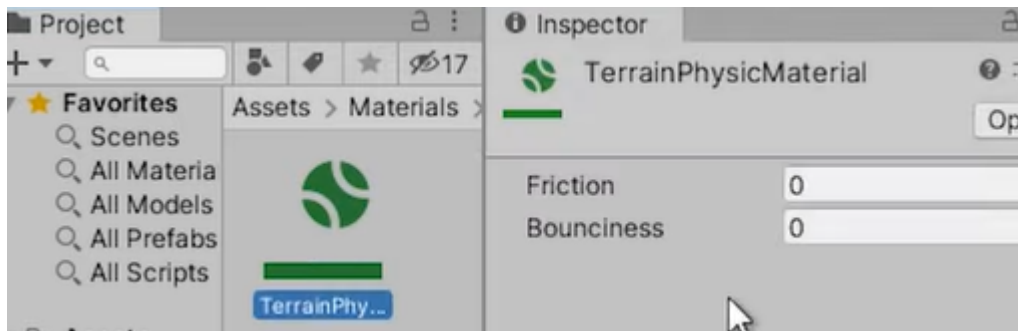 Project
17
Favorites
Scenes
All Materia
All Models
All Prefabs
All Scripts
Assets > Materials >
TerrainPhy...
Inspector
TerrainPhysicMaterial
Op
Friction 0
Bounciness 0